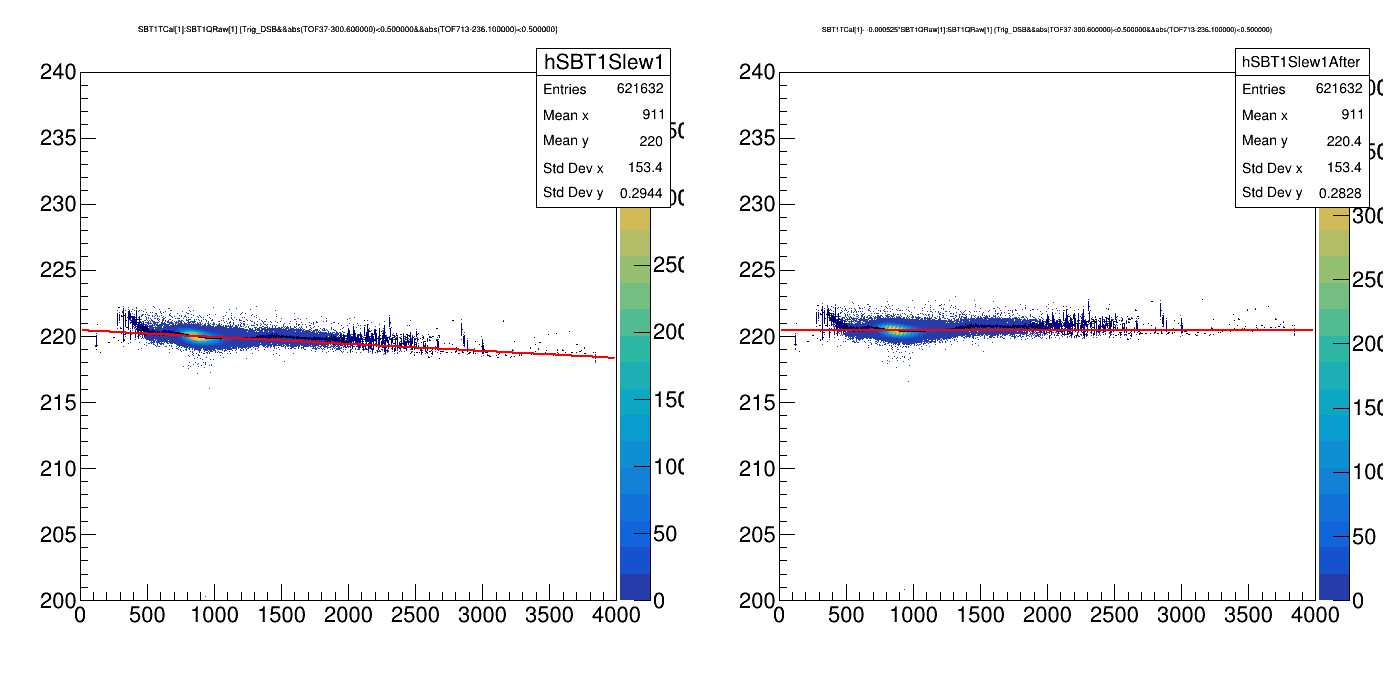 SBT1TCal[1]:SBT1QRaw[1] {Trig_DSB&&abs(TOF37-300.600000)<0.500000&&abs(TOF713-236.100000)<0.500000}
hSBT1Slew1
Entries 621632
Mean x 911
Mean y 220
Std Dev x 153.4
Std Dev y 0.2944
240
235
230
225
220
215
210
205
200
0 500 1000 1500 2000 2500 3000 3500 4000
50
0
SBT1TCal[1]- -0.000525*SBT1QRaw[1]:SBT1QRaw[1] {Trig_DSB&&abs(TOF37-300.600000)<0.500000&&abs(TOF713-236.100000)<0.500000}
hSBT1Slew1After
Entries 621632
Mean x 911
Mean y 220.4
Std Dev x 153.4
Std Dev y 0.2828
240
235
230
225
220
215
210
205
200
0 500 1000 1500 2000 2500 3000 3500 4000
300
250
200
150
100
50
0